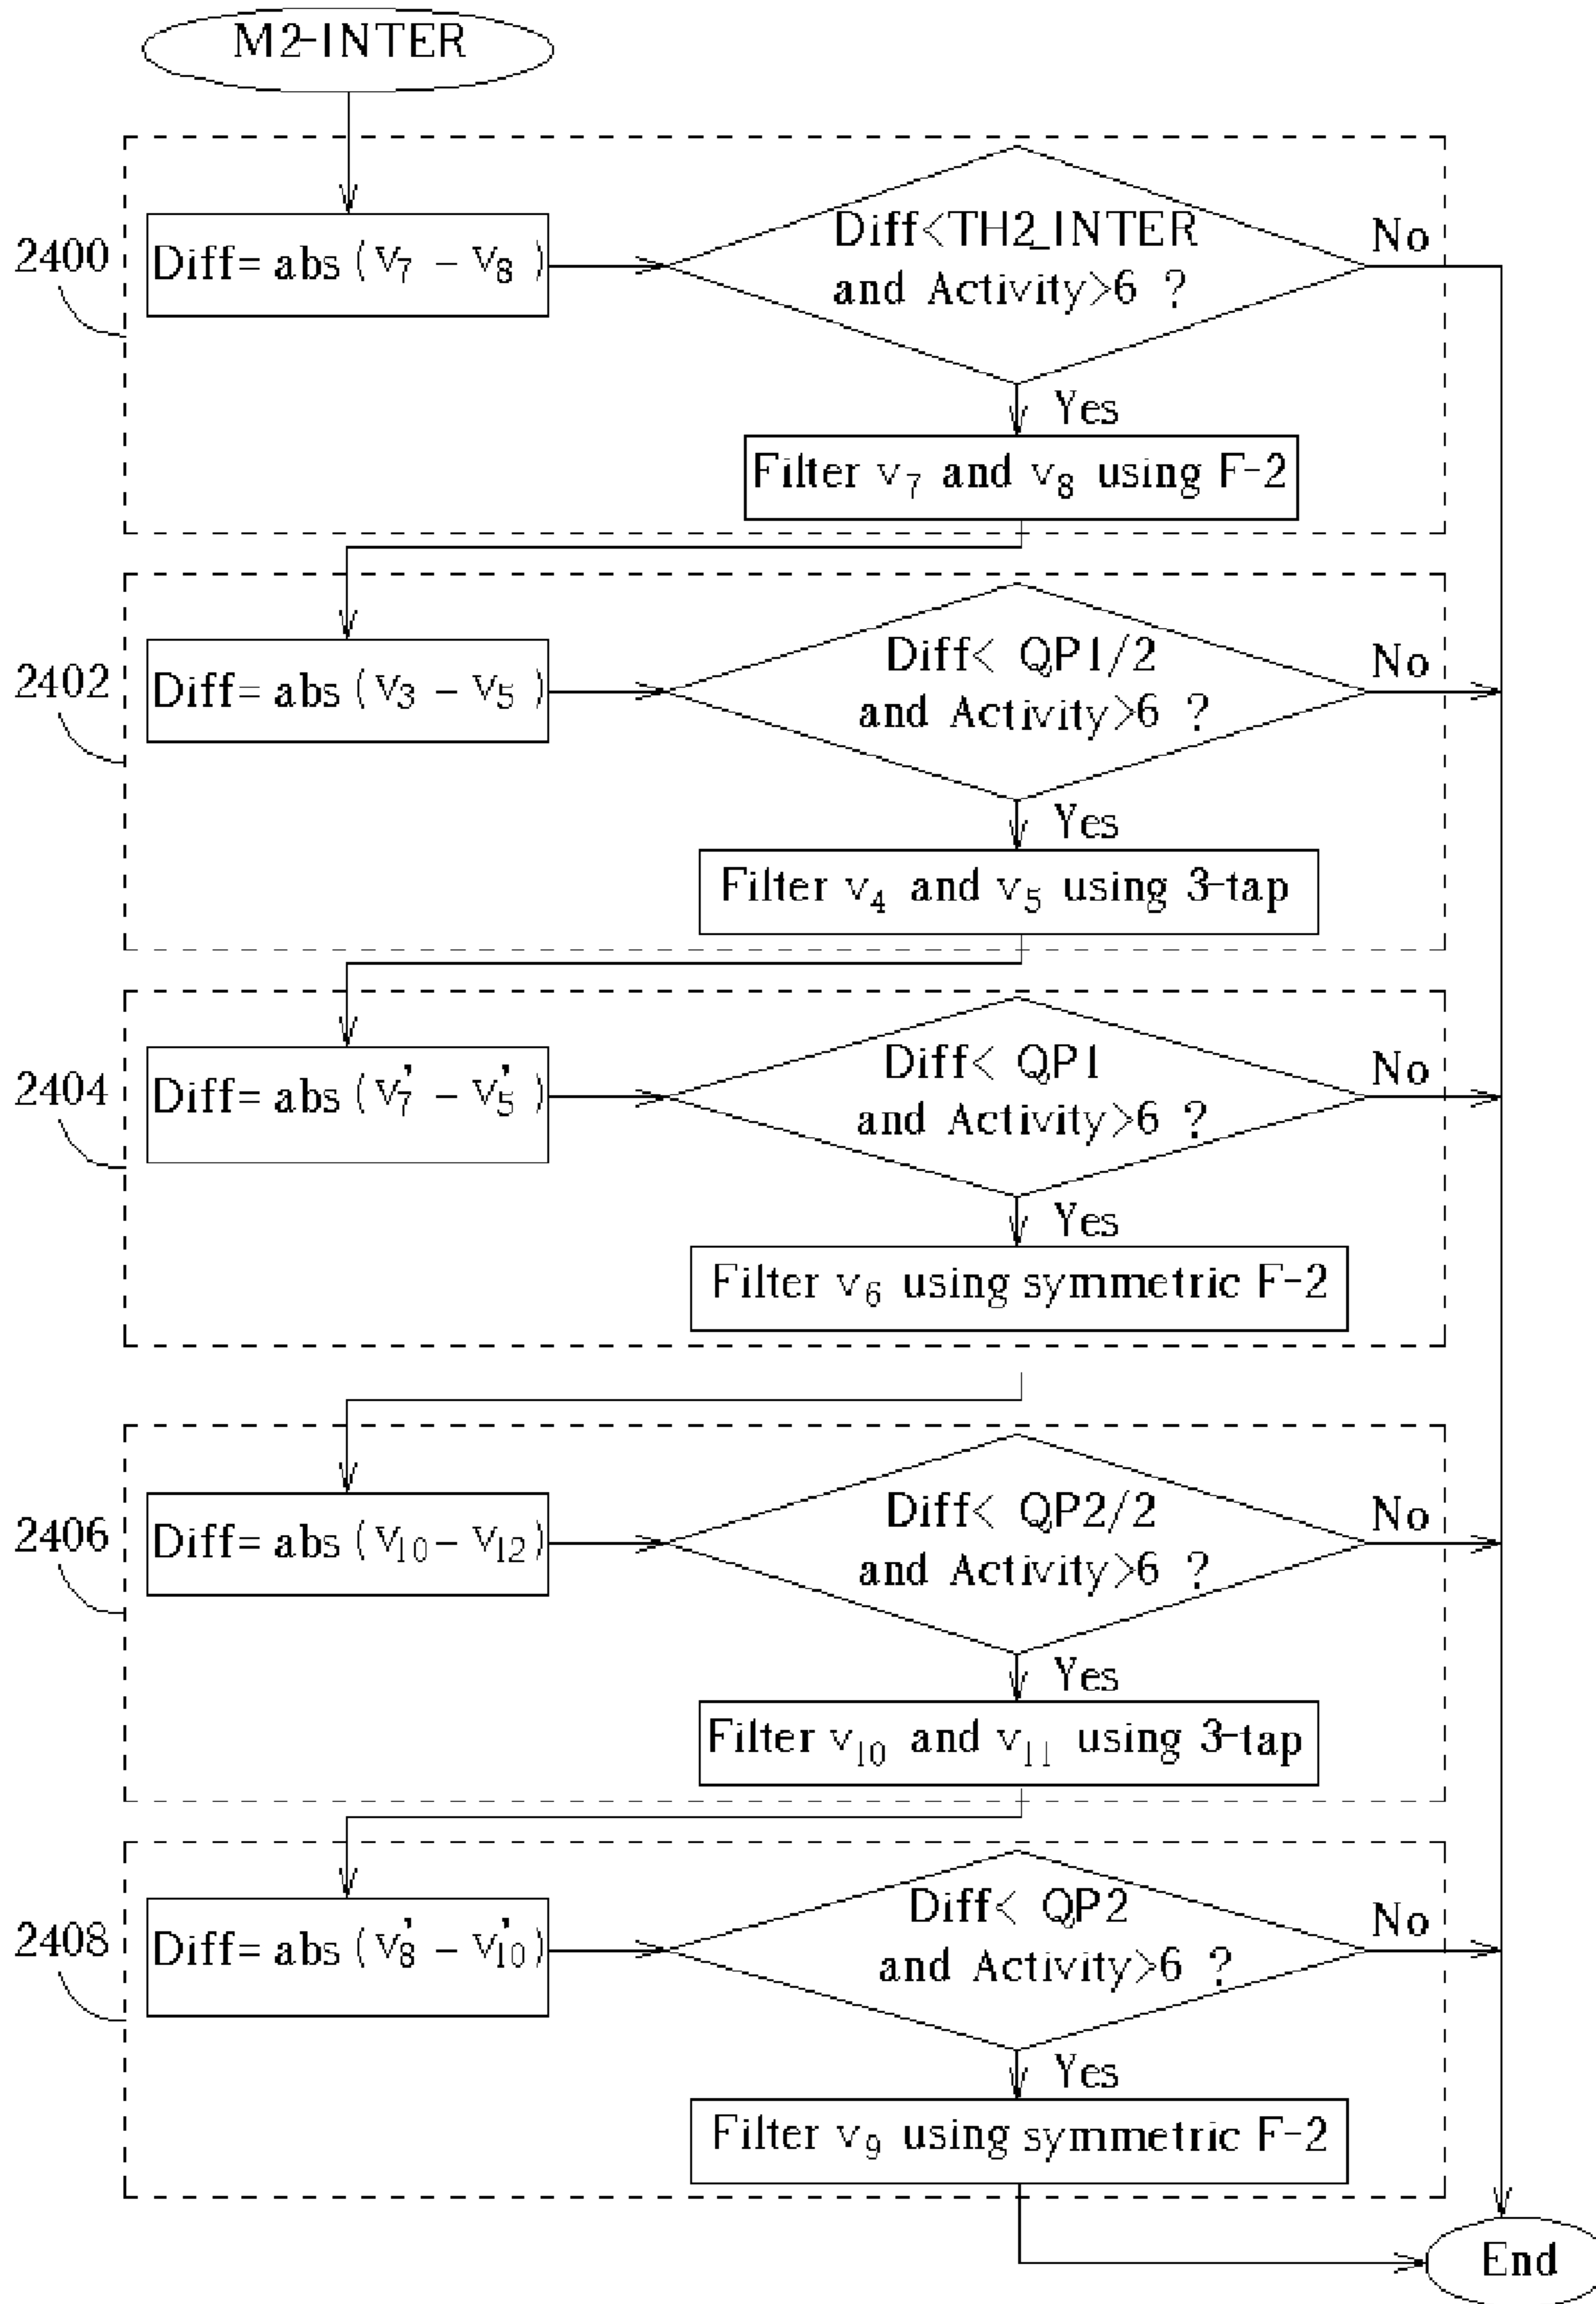 M2-INTER
2400
Diff= abs (V₇ - V₈ )
Diff<TH2_INTER
and Activity>6 ?
No
Yes
Filter v₇ and v₈ using F-2
2402
Diff= abs (V₃ - V₅ )
Diff< QP1/2
and Activity>6 ?
No
Yes
Filter v₄ and v₅ using 3-tap
2404
Diff= abs (V₇' - V₅' )
Diff< QP1
and Activity>6 ?
No
Yes
Filter v₆ using symmetric F-2
2406
Diff= abs (V₁₀ - V₁₂)
Diff< QP2/2
and Activity>6 ?
No
Yes
Filter v₁₀ and v₁₁ using 3-tap
2408
Diff= abs (V₈' - V₁₀')
Diff< QP2
and Activity>6 ?
No
Yes
Filter v₉ using symmetric F-2
End